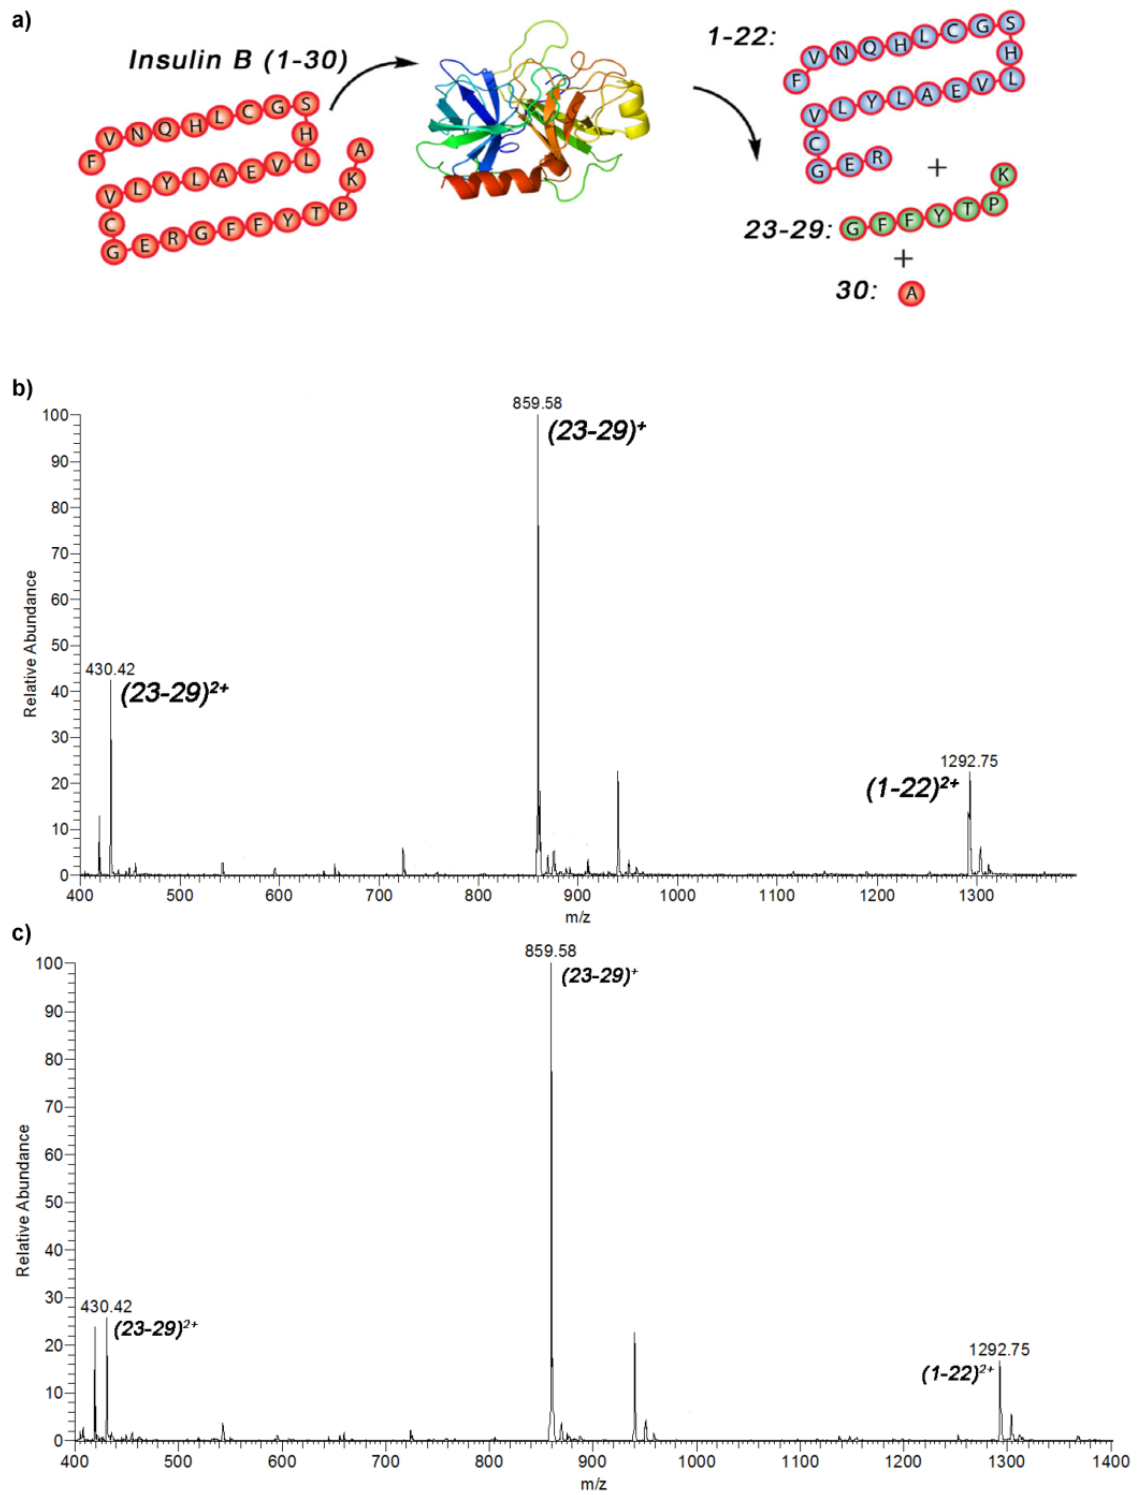 a)
Insulin B (1-30)
F V N Q H L C G S
H
V L Y L A E V L
C
G E R G F F Y T P
K
A
1-22:
F V N Q H L C G S
H
V L Y L A E V L
C
G E R
+
23-29: G F F Y T P K
+
30: A
b)
859.58
(23-29)+
430.42
(23-29)2+
1292.75
(1-22)2+
Relative Abundance
100
90
80
70
60
50
40
30
20
10
0
400 500 600 700 800 900 1000 1100 1200 1300
m/z
c)
859.58
(23-29)+
430.42
(23-29)2+
1292.75
(1-22)2+
Relative Abundance
100
90
80
70
60
50
40
30
20
10
0
400 500 600 700 800 900 1000 1100 1200 1300 1400
m/z